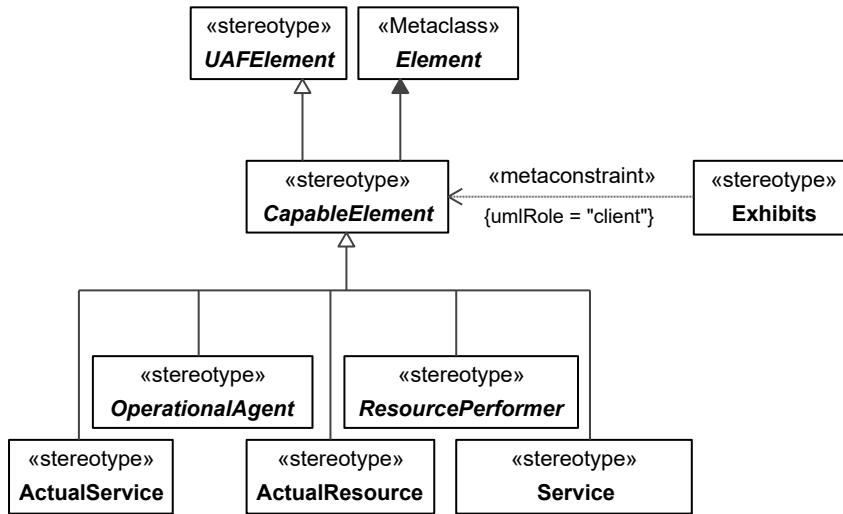 «stereotype»
UAFElement
«Metaclass»
Element
«stereotype»
CapableElement
«metaconstraint»
{umlRole = "client"}
«stereotype»
Exhibits
«stereotype»
OperationalAgent
«stereotype»
ResourcePerformer
«stereotype»
ActualService
«stereotype»
ActualResource
«stereotype»
Service